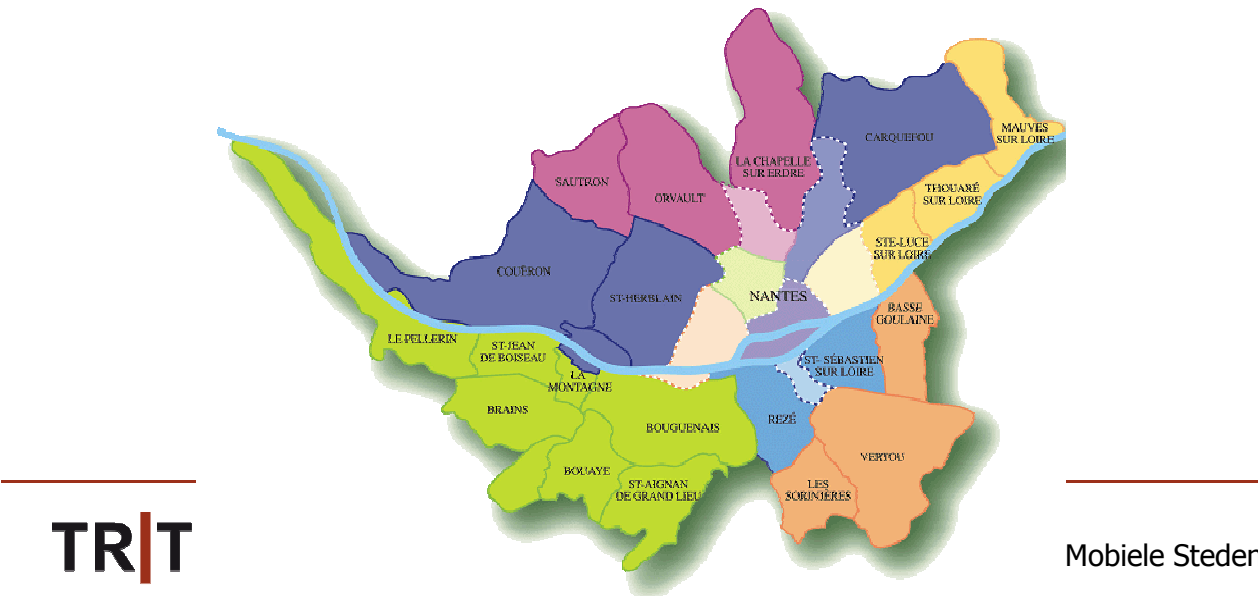 CARQUEFOU
MAUVES
SUR LOIRE
LA CHAPELLE
SUR ERDRE
SAUTRON
ORVAULT
THOUARÉ
SUR LOIRE
STE-LUCE
SUR LOIRE
COUËRON
ST-HERBLAIN
NANTES
BASSE
GOULAINE
LE PELLERIN
ST-JEAN
DE BOISEAU
ST- SÉBASTIEN
SUR LOIRE
LA
MONTAGNE
BRAINS
REZÉ
BOUGUENAIS
VERTOU
BOUAYE
ST-AIGNAN
DE GRAND LIEU
LES
SORINIÈRES
TR|T
Mobiele Steden